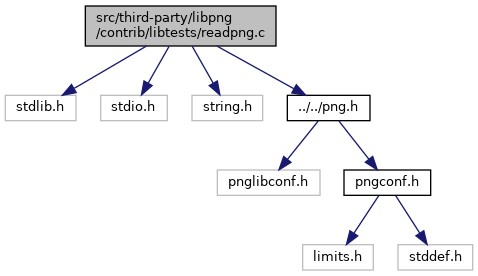 src/third-party/libpng
/contrib/libtests/readpng.c
stdlib.h
stdio.h
string.h
../../png.h
pnglibconf.h
pngconf.h
limits.h
stddef.h